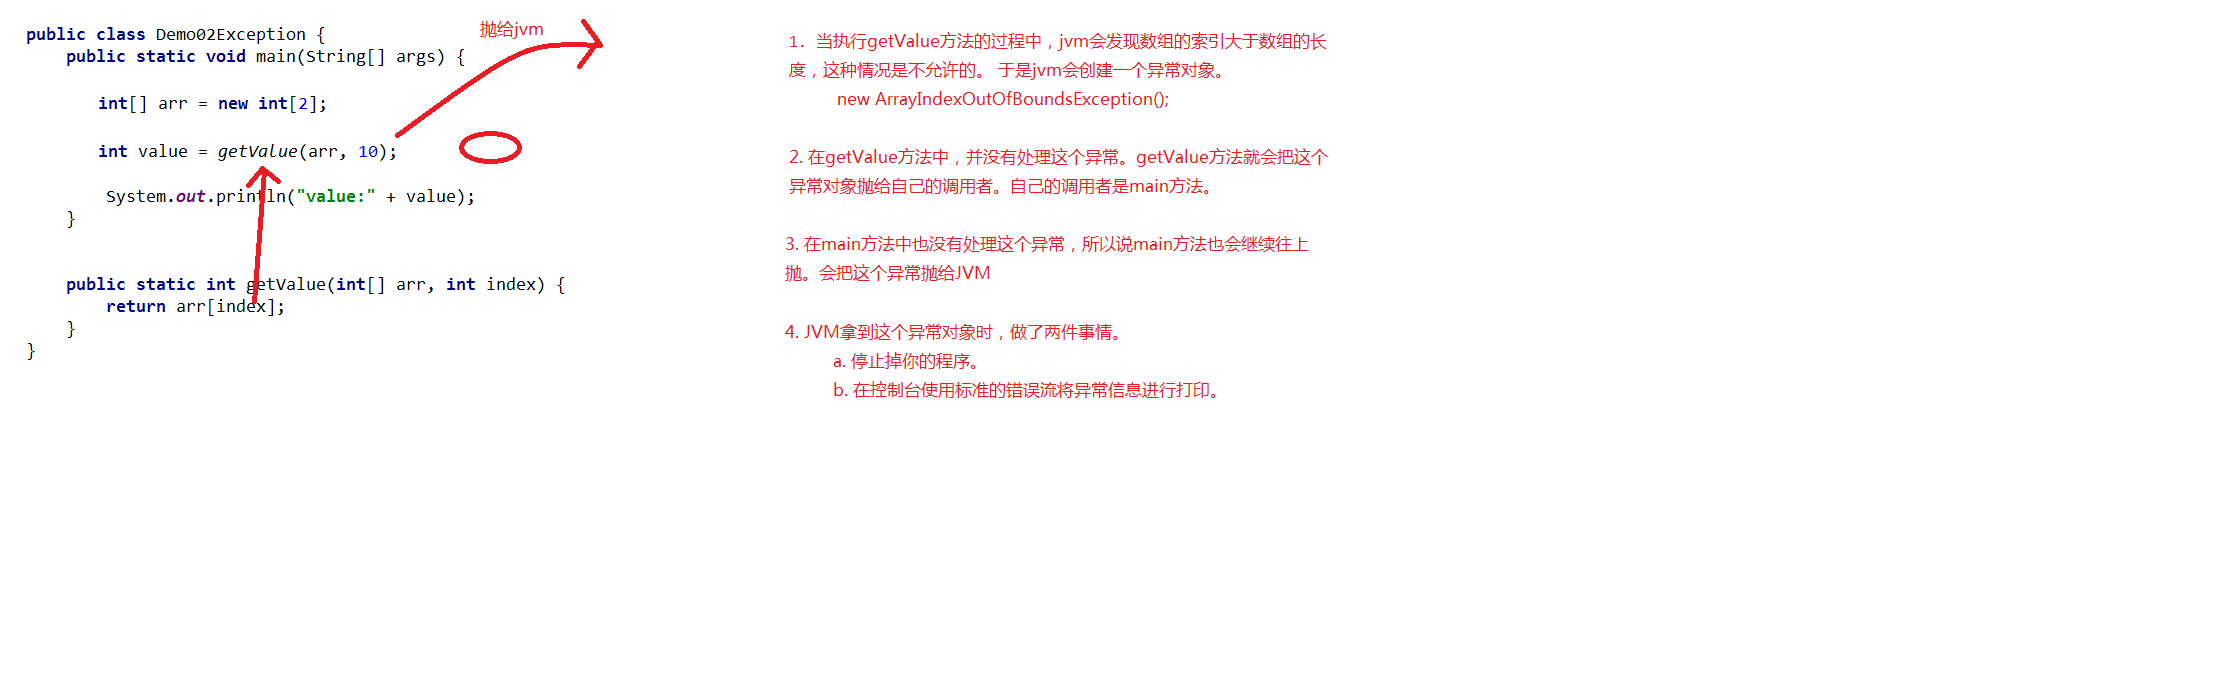 public class Demo02Exception {
public static void main(String[] args) {
int[] arr = new int[2];
int value = getValue(arr, 10);
System.out.println("value:" + value);
}
public static int getValue(int[] arr, int index) {
return arr[index];
}
}
抛给jvm
1. 当执行getValue方法的过程中，jvm会发现数组的索引大于数组的长
度，这种情况是不允许的。 于是jvm会创建一个异常对象。
new ArrayIndexOutOfBoundsException();
2. 在getValue方法中，并没有处理这个异常。getValue方法就会把这个
异常对象抛给自己的调用者。自己的调用者是main方法。
3. 在main方法中也没有处理这个异常，所以说main方法也会继续往上
抛。会把这个异常抛给JVM
4. JVM拿到这个异常对象时，做了两件事情。
a. 停止掉你的程序。
b. 在控制台使用标准的错误流将异常信息进行打印。